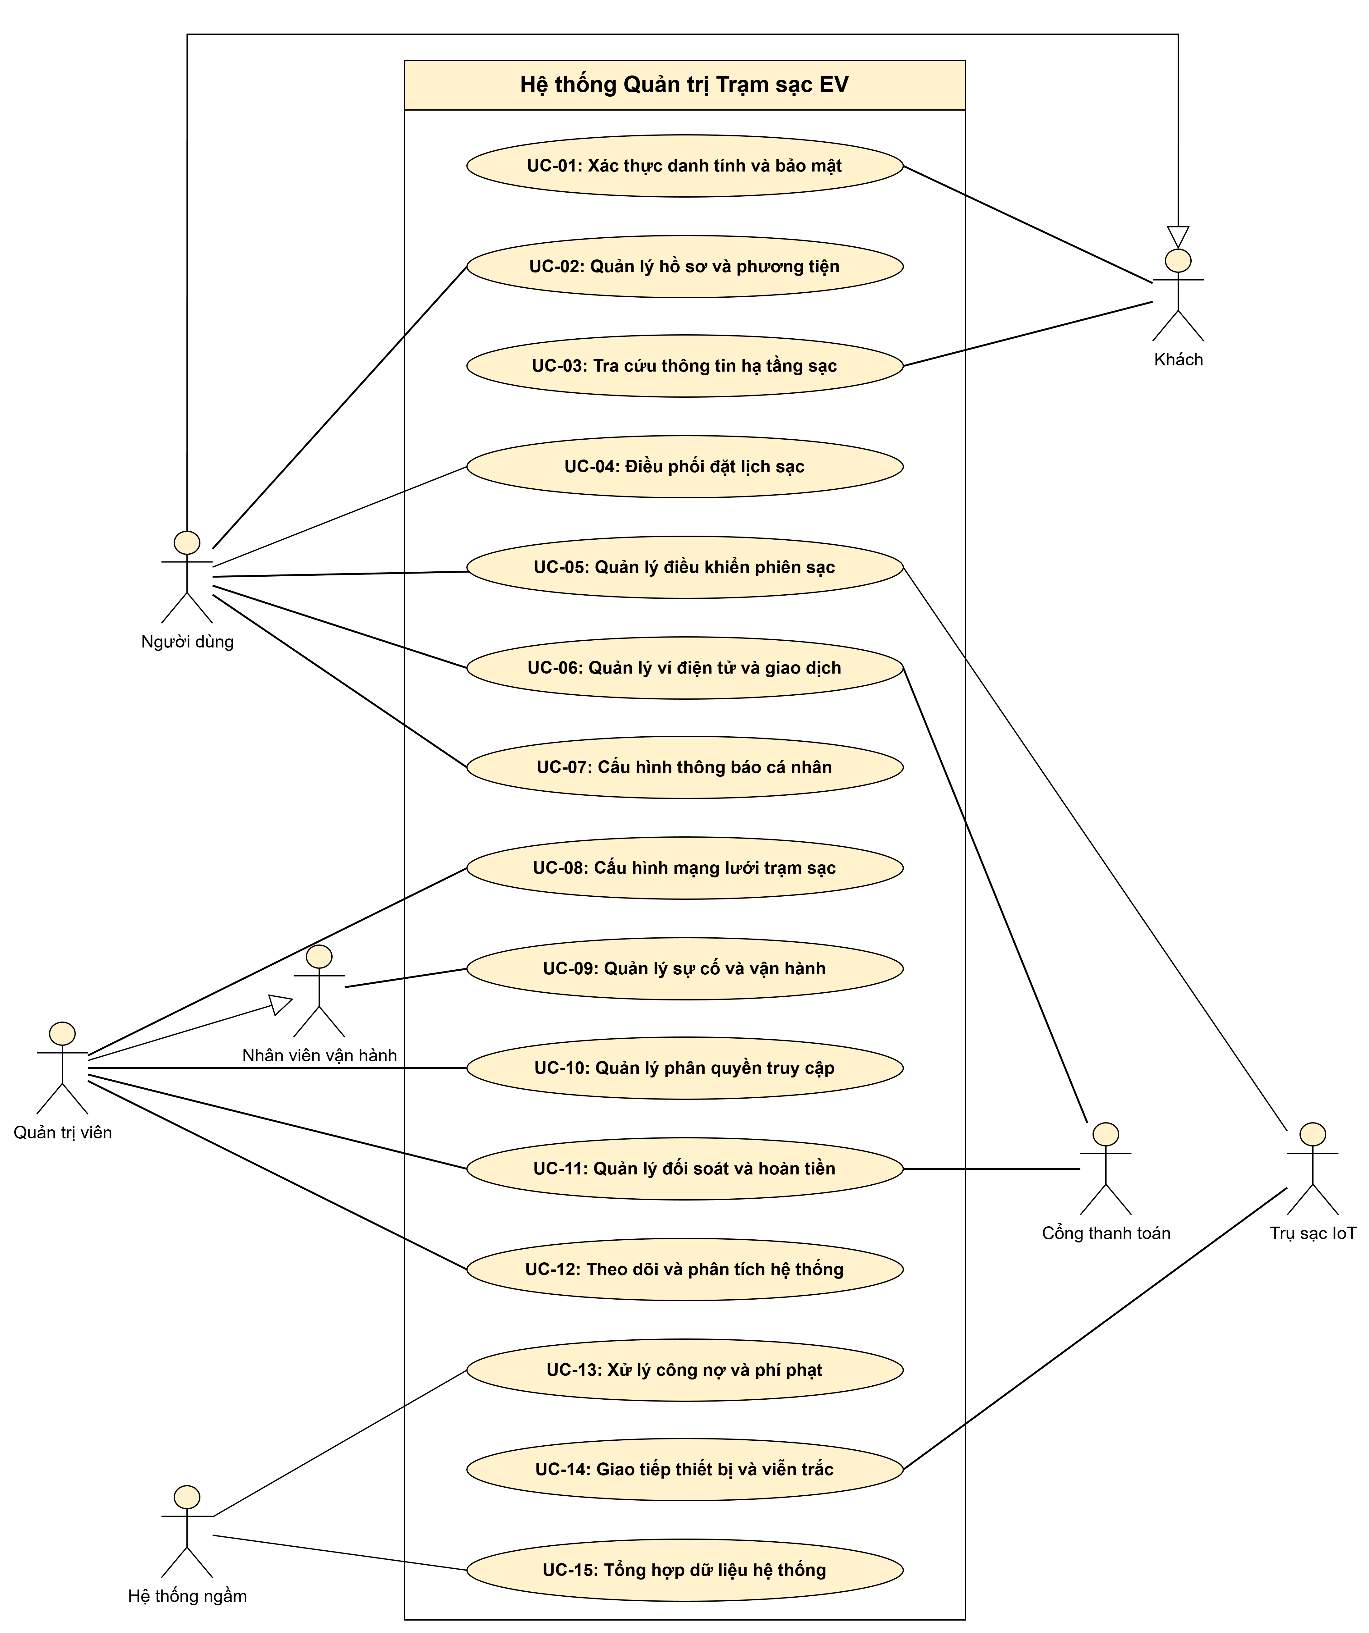 Hệ thống Quản trị Trạm sạc EV
UC-01: Xác thực danh tính và bảo mật
UC-02: Quản lý hồ sơ và phương tiện
UC-03: Tra cứu thông tin hạ tầng sạc
Khách
UC-04: Điều phối đặt lịch sạc
UC-05: Quản lý điều khiển phiên sạc
Người dùng
UC-06: Quản lý ví điện tử và giao dịch
UC-07: Cấu hình thông báo cá nhân
UC-08: Cấu hình mạng lưới trạm sạc
UC-09: Quản lý sự cố và vận hành
Nhân viên vận hành
UC-10: Quản lý phân quyền truy cập
Quản trị viên
UC-11: Quản lý đối soát và hoàn tiền
Cổng thanh toán
Trụ sạc IoT
UC-12: Theo dõi và phân tích hệ thống
UC-13: Xử lý công nợ và phí phạt
UC-14: Giao tiếp thiết bị và viễn trắc
UC-15: Tổng hợp dữ liệu hệ thống
Hệ thống ngầm